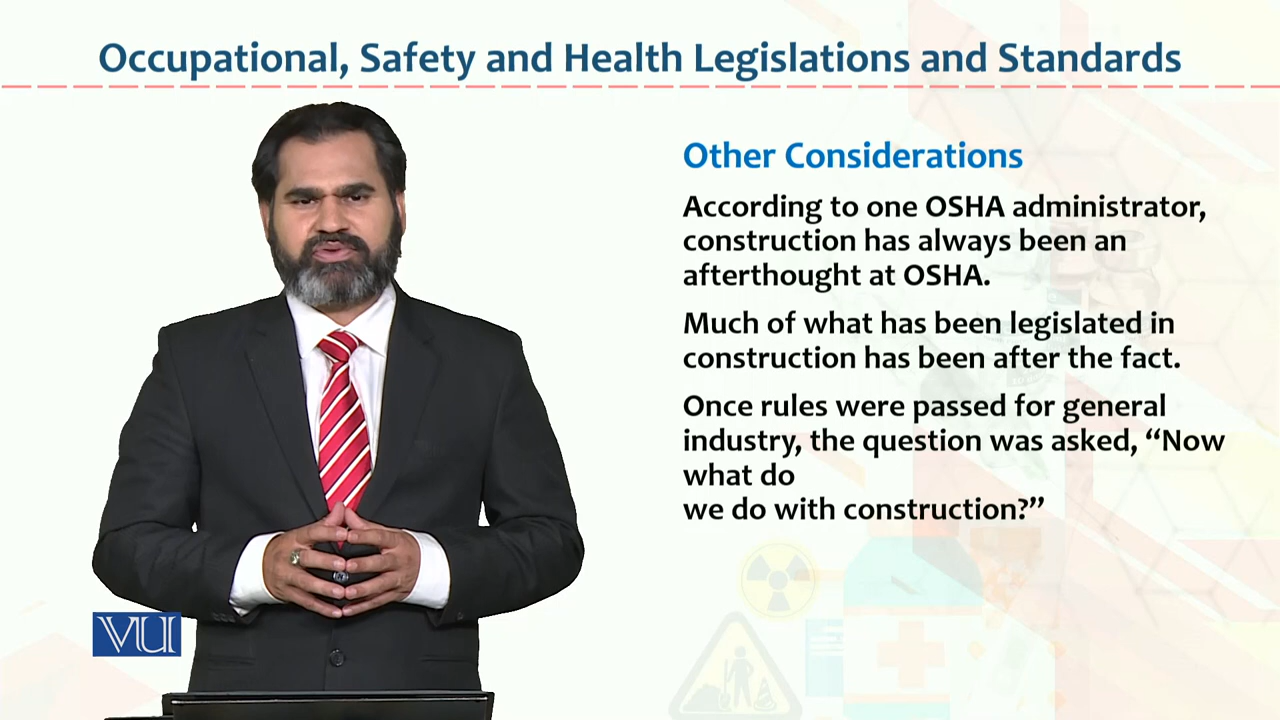 Occupational, Safety and Health Legislations and Standards
Other Considerations
According to one OSHA administrator,
construction has always been an
afterthought at OSHA.
Much of what has been legislated in
construction has been after the fact.
Once rules were passed for general
industry, the question was asked, “Now
what do
we do with construction?”
VU